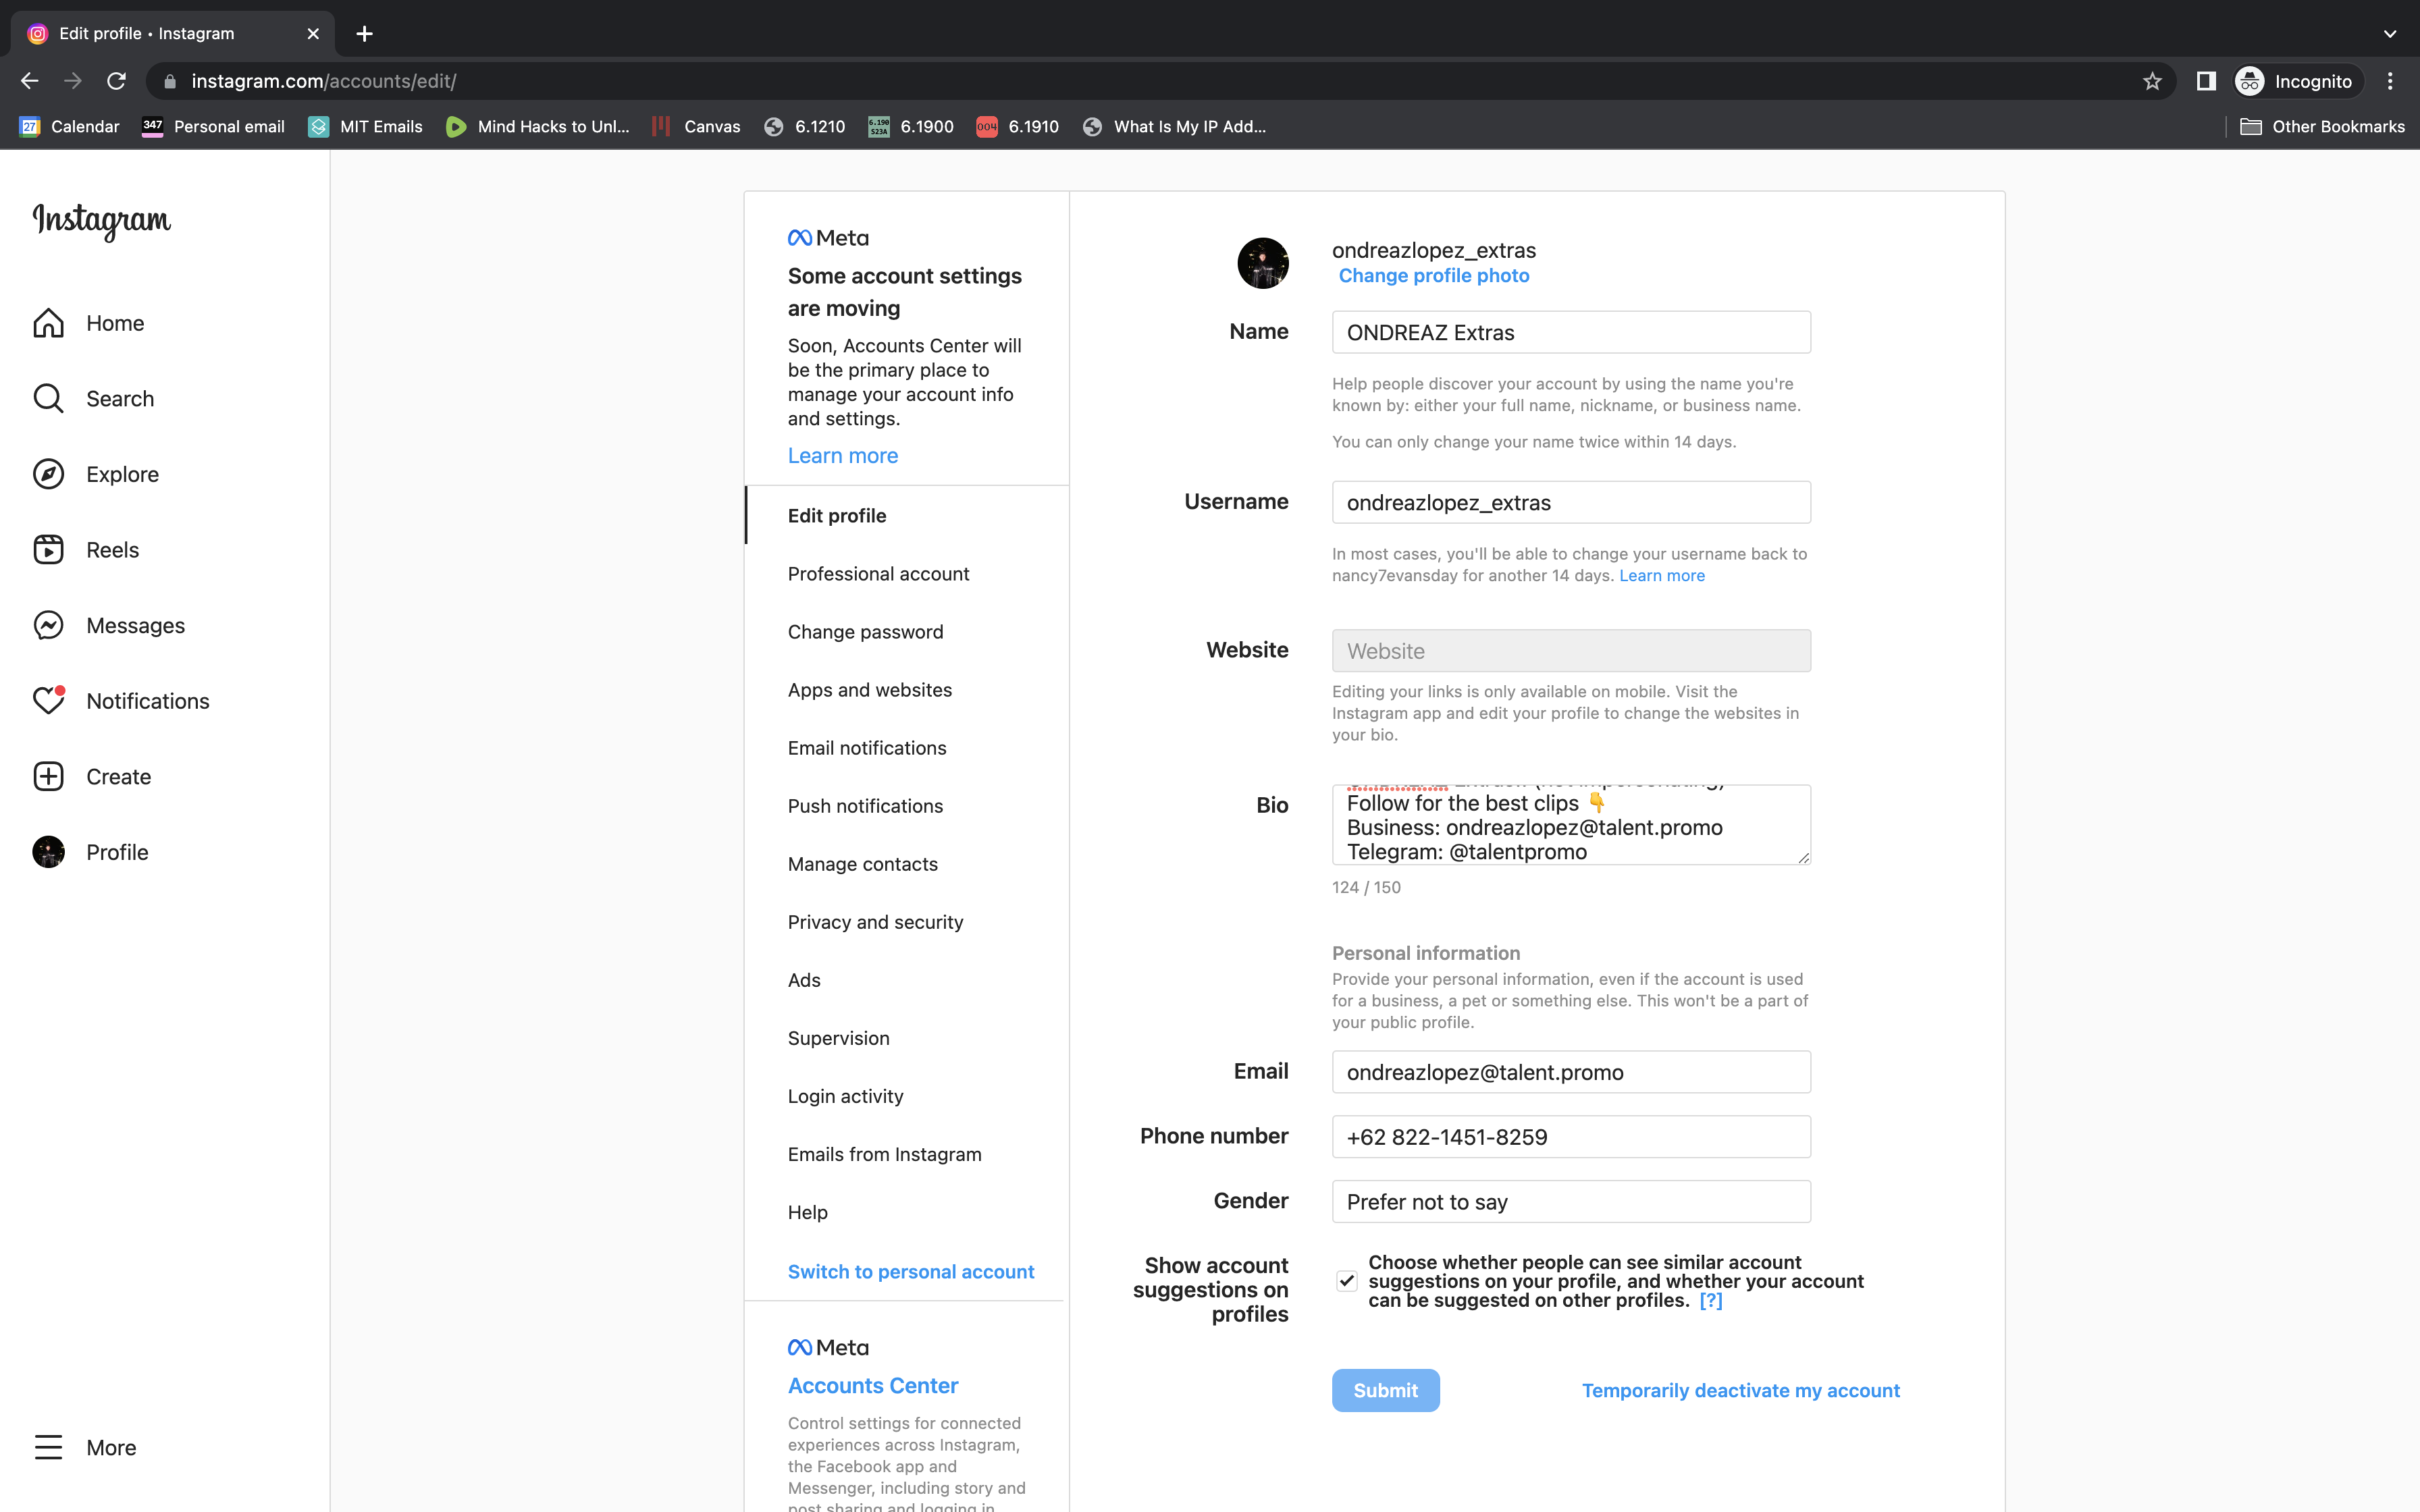 Edit profile • Instagram
instagram.com/accounts/edit/
Incognito
27 Calendar
347 Personal email
MIT Emails
Mind Hacks to Unl...
Canvas
6.1210
6.190 S23A 6.1900
004 6.1910
What Is My IP Add...
Other Bookmarks
Instagram
Home
Search
Explore
Reels
Messages
Notifications
Create
Profile
More
Meta
Some account settings
are moving
Soon, Accounts Center will
be the primary place to
manage your account info
and settings.
Learn more
Edit profile
Professional account
Change password
Apps and websites
Email notifications
Push notifications
Manage contacts
Privacy and security
Ads
Supervision
Login activity
Emails from Instagram
Help
Switch to personal account
Meta
Accounts Center
Control settings for connected
experiences across Instagram,
the Facebook app and
Messenger, including story and
post sharing and logging in.
ondreazlopez_extras
Change profile photo
Name
ONDREAZ Extras
Help people discover your account by using the name you're
known by: either your full name, nickname, or business name.
You can only change your name twice within 14 days.
Username
ondreazlopez_extras
In most cases, you'll be able to change your username back to
nancy7evansday for another 14 days. Learn more
Website
Website
Editing your links is only available on mobile. Visit the
Instagram app and edit your profile to change the websites in
your bio.
Bio
Follow for the best clips 👇
Business: ondreazlopez@talent.promo
Telegram: @talentpromo
124 / 150
Personal information
Provide your personal information, even if the account is used
for a business, a pet or something else. This won't be a part of
your public profile.
Email
ondreazlopez@talent.promo
Phone number
+62 822-1451-8259
Gender
Prefer not to say
Show account
suggestions on
profiles
Choose whether people can see similar account
suggestions on your profile, and whether your account
can be suggested on other profiles. [?]
Submit
Temporarily deactivate my account